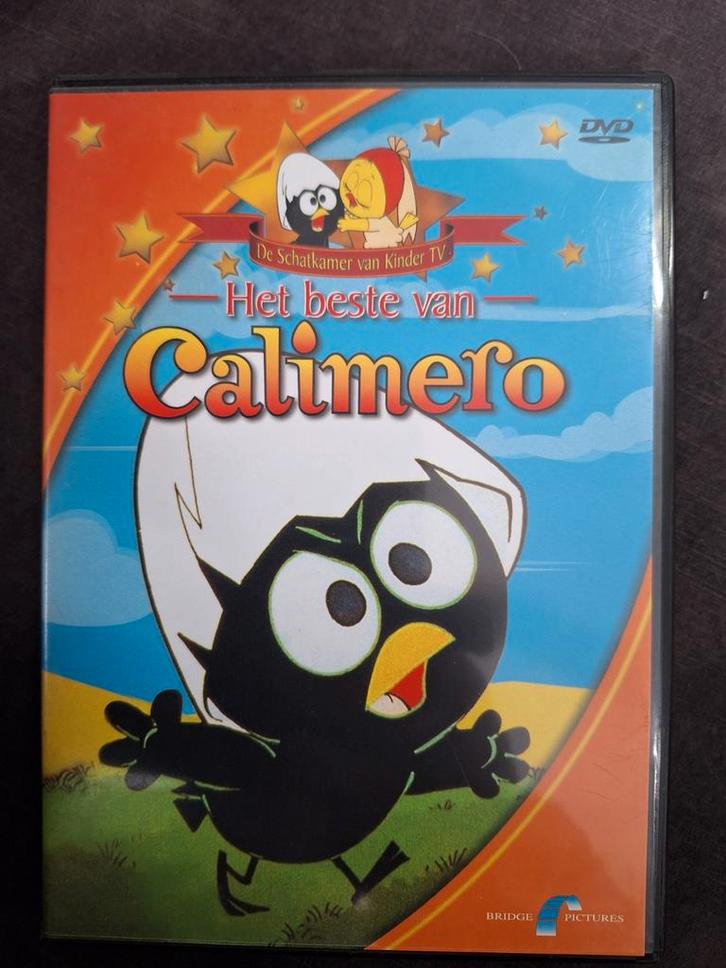 DVD
De Schatkamer van Kinder TV
Het beste van
Calimero
BRIDGE PICTURES